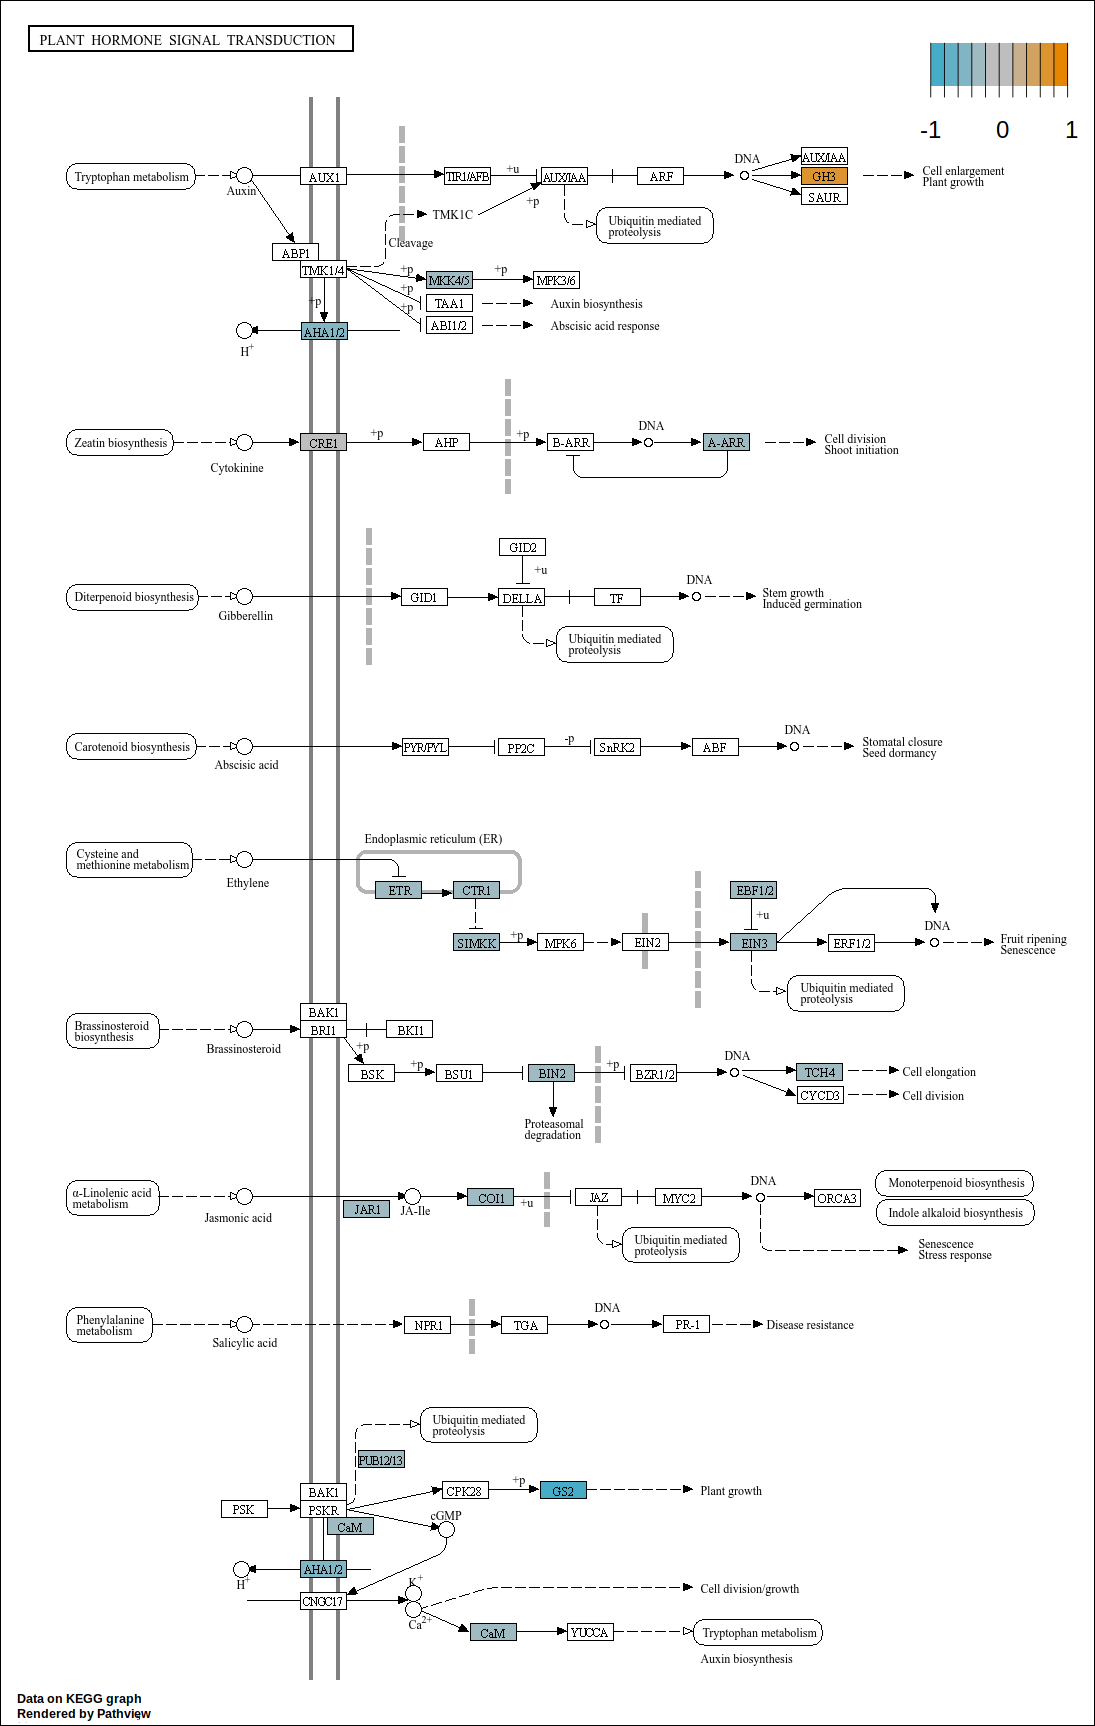 PLANT HORMONE SIGNAL TRANSDUCTION
-1 0 1
Tryptophan metabolism
Auxin
AUX1
TIR1/AFB
+u
AUX/IAA
ARF
DNA
AUX/IAA
GH3
SAUR
Cell enlargement
Plant growth
TMK1C
+p
Cleavage
Ubiquitin mediated
proteolysis
ABP1
TMK1/4
+p
MKK4/5
+p
MPK3/6
+p
TAA1
Auxin biosynthesis
+p
ABI1/2
Abscisic acid response
+p
AHA1/2
H+
Zeatin biosynthesis
Cytokinine
CRE1
+p
AHP
+p
B-ARR
DNA
A-ARR
Cell division
Shoot initiation
GID2
+u
Diterpenoid biosynthesis
Gibberellin
GID1
DELLA
TF
DNA
Stem growth
Induced germination
Ubiquitin mediated
proteolysis
Carotenoid biosynthesis
Abscisic acid
PYR/PYL
PP2C
-p
SnRK2
ABF
DNA
Stomatal closure
Seed dormancy
Endoplasmic reticulum (ER)
Cysteine and
methionine metabolism
Ethylene
ETR
CTR1
SIMKK
+p
MPK6
EIN2
EBF1/2
+u
EIN3
ERF1/2
DNA
Fruit ripening
Senescence
Ubiquitin mediated
proteolysis
Brassinosteroid
biosynthesis
Brassinosteroid
BAK1
BRI1
BKI1
+p
BSK
+p
BSU1
BIN2
+p
BZR1/2
DNA
TCH4
Cell elongation
CYCD3
Cell division
Proteasomal
degradation
α-Linolenic acid
metabolism
Jasmonic acid
JAR1
JA-Ile
COI1
+u
JAZ
MYC2
DNA
ORCA3
Monoterpenoid biosynthesis
Indole alkaloid biosynthesis
Ubiquitin mediated
proteolysis
Senescence
Stress response
Phenylalanine
metabolism
Salicylic acid
NPR1
TGA
DNA
PR-1
Disease resistance
Ubiquitin mediated
proteolysis
PUB12/13
PSK
BAK1
PSKR
CaM
CPK28
+p
GS2
Plant growth
cGMP
H+
AHA1/2
CNGC17
K+
Ca2+
Cell division/growth
CaM
YUCCA
Tryptophan metabolism
Auxin biosynthesis
Data on KEGG graph
Rendered by Pathview